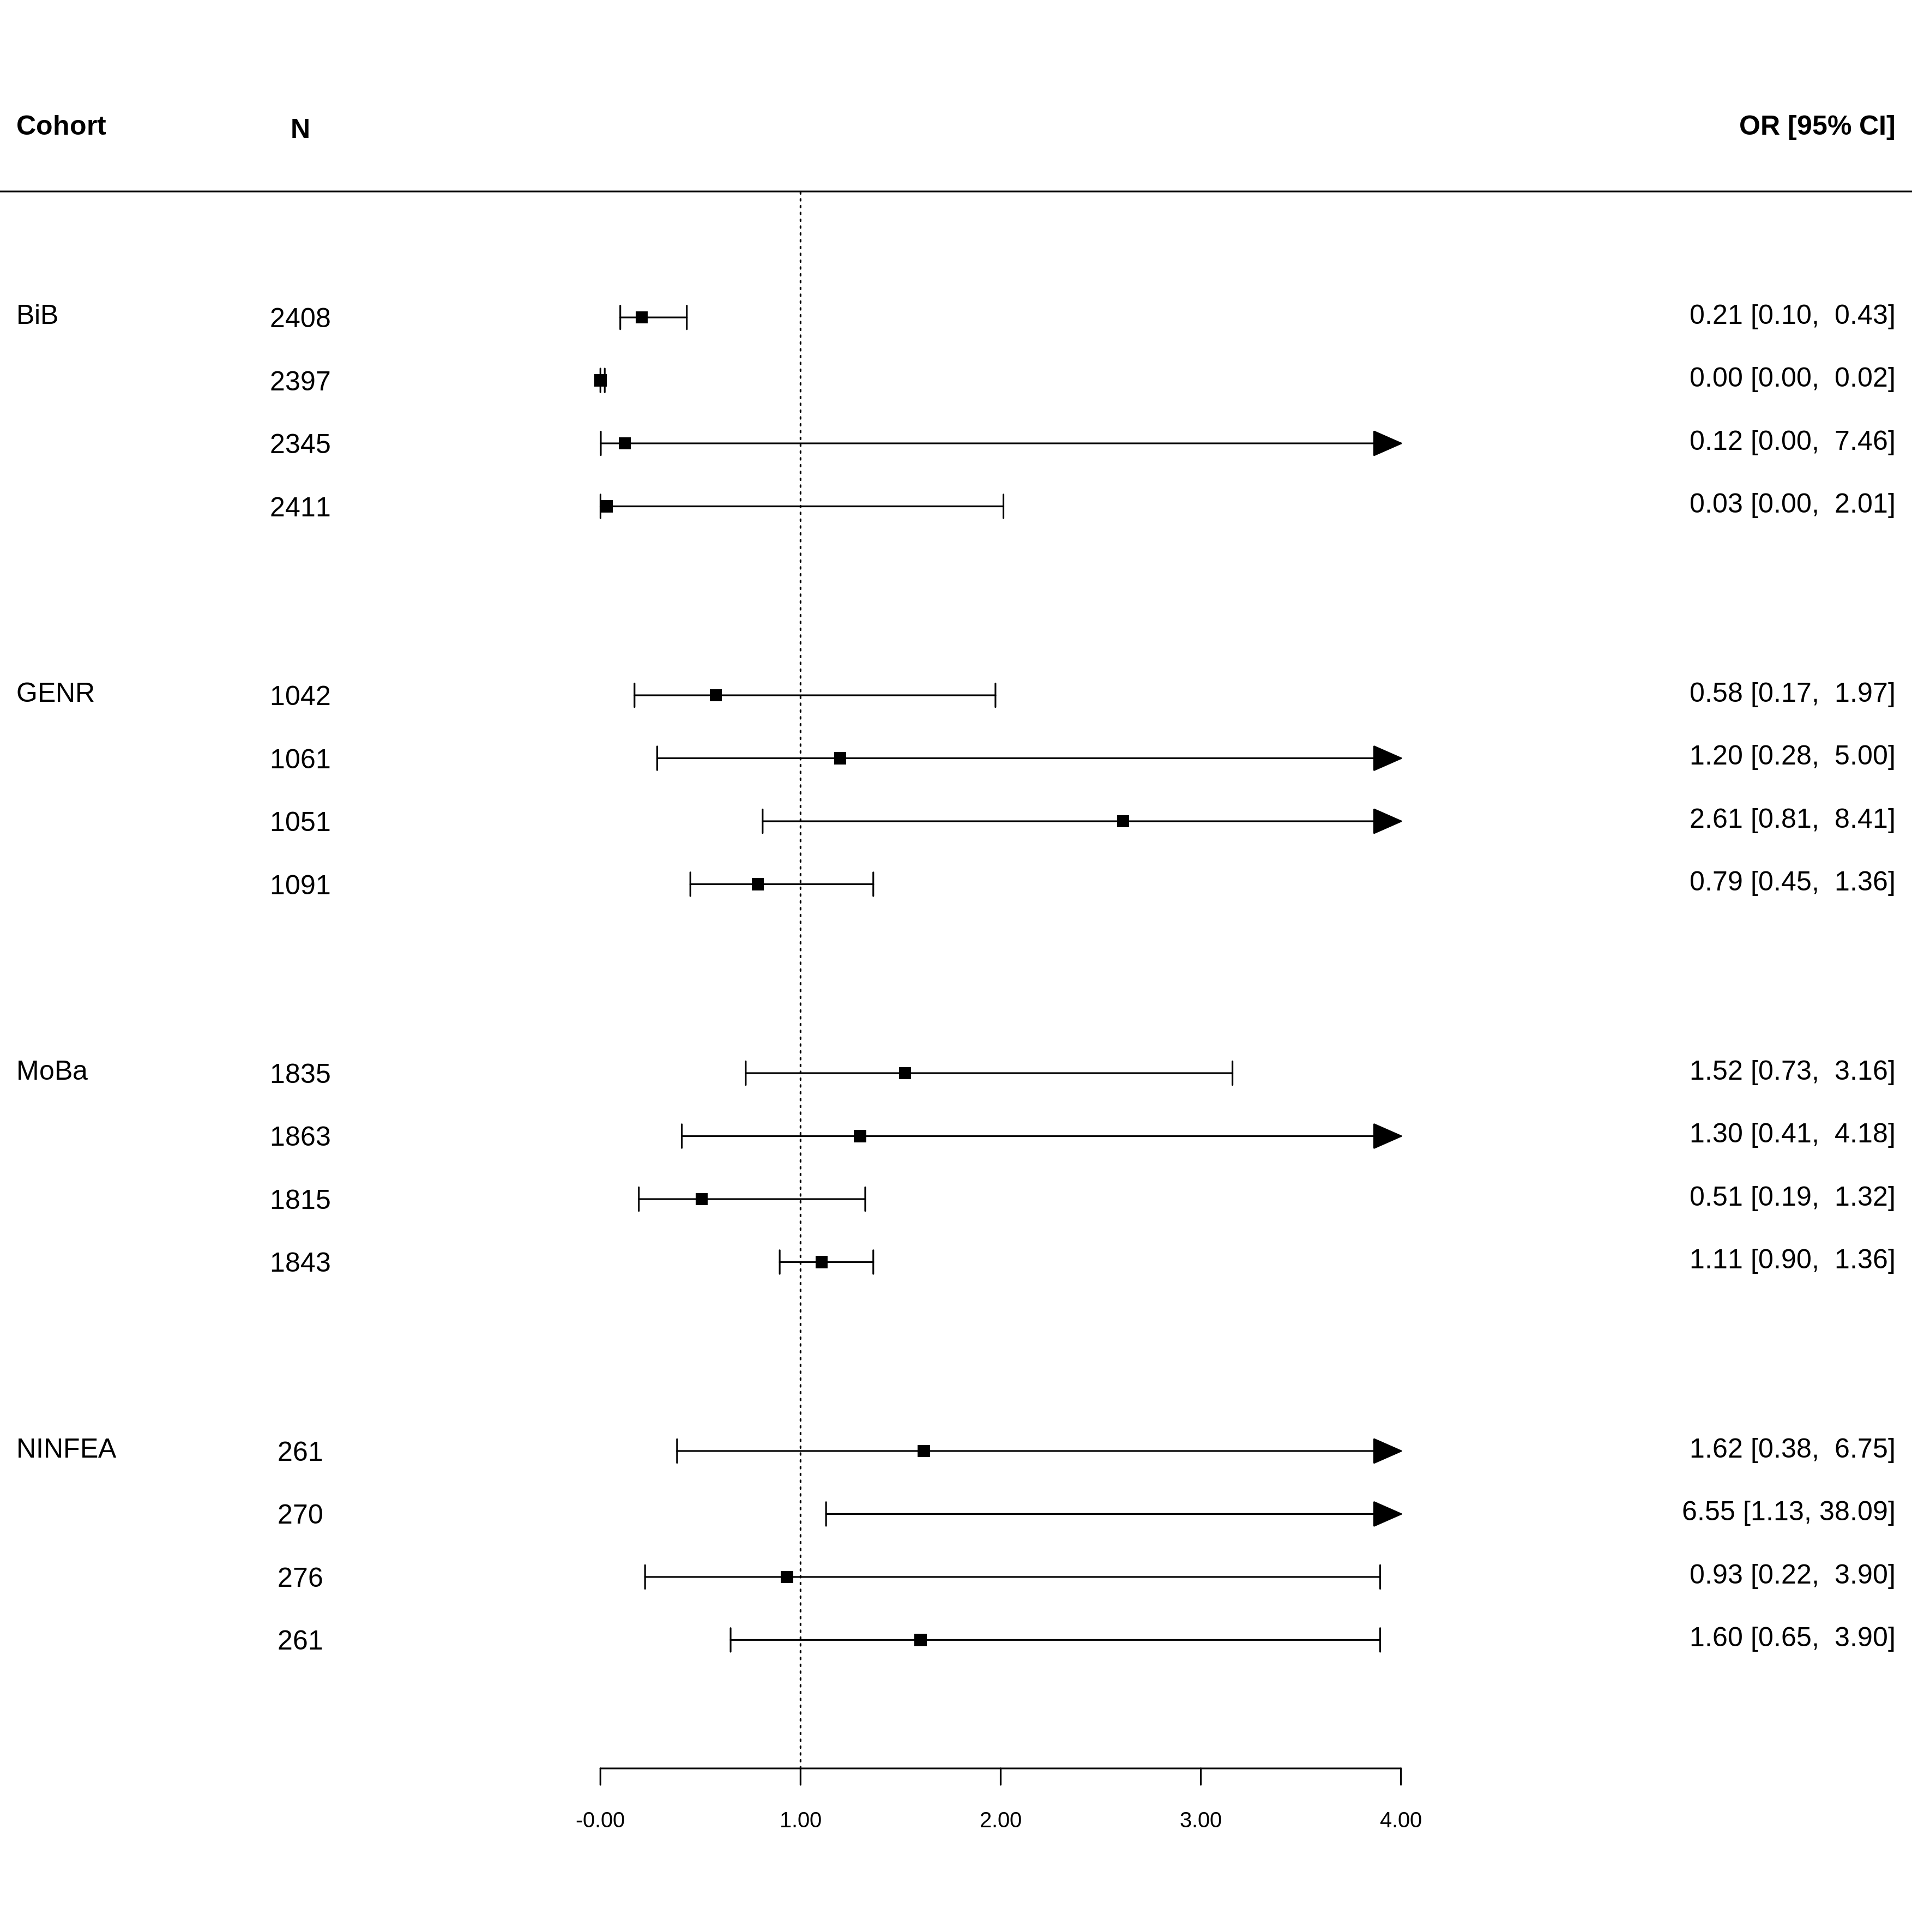 Cohort N OR [95% CI]
BiB 2408 0.21 [0.10, 0.43]
2397 0.00 [0.00, 0.02]
2345 0.12 [0.00, 7.46]
2411 0.03 [0.00, 2.01]
GENR 1042 0.58 [0.17, 1.97]
1061 1.20 [0.28, 5.00]
1051 2.61 [0.81, 8.41]
1091 0.79 [0.45, 1.36]
MoBa 1835 1.52 [0.73, 3.16]
1863 1.30 [0.41, 4.18]
1815 0.51 [0.19, 1.32]
1843 1.11 [0.90, 1.36]
NINFEA 261 1.62 [0.38, 6.75]
270 6.55 [1.13, 38.09]
276 0.93 [0.22, 3.90]
261 1.60 [0.65, 3.90]
-0.00 1.00 2.00 3.00 4.00